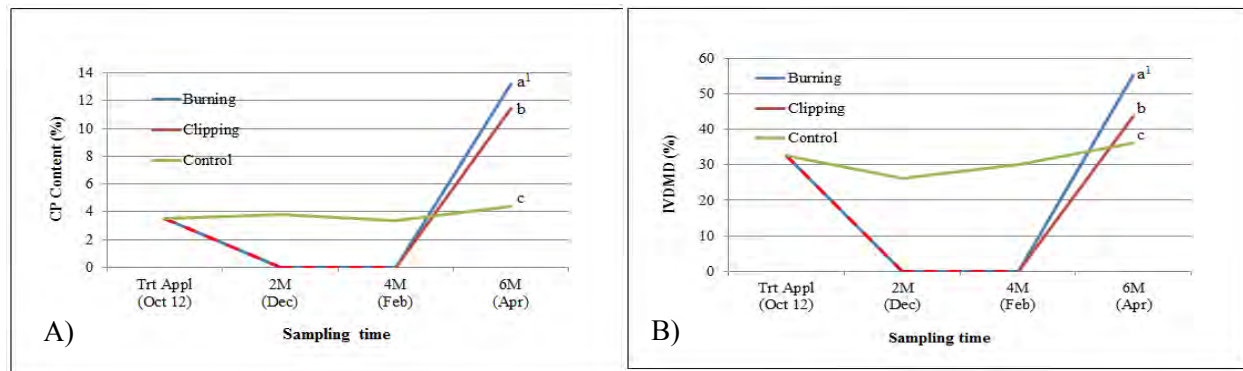 CP Content (%)
14
12
10
8
6
4
2
0
Burning
Clipping
Control
a1
b
c
Trt Appl
(Oct 12)
2M
(Dec)
4M
(Feb)
6M
(Apr)
Sampling time
A)
IVDMD (%)
60
50
40
30
20
10
0
Burning
Clipping
Control
a1
b
c
Trt Appl
(Oct 12)
2M
(Dec)
4M
(Feb)
6M
(Apr)
Sampling time
B)